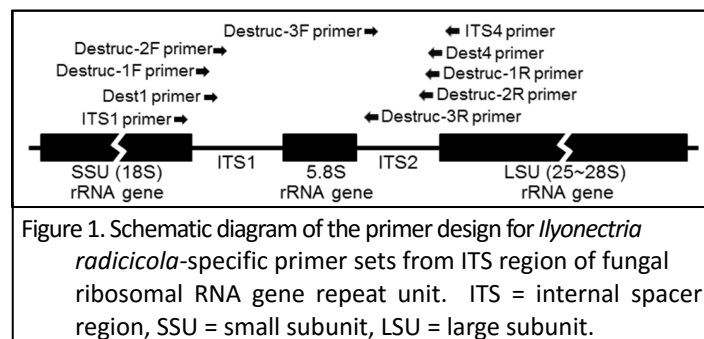 Destruc-3F primer
ITS4 primer
Destruc-2F primer
Dest4 primer
Destruc-1F primer
Destruc-1R primer
Dest1 primer
Destruc-2R primer
ITS1 primer
Destruc-3R primer
SSU (18S)
rRNA gene
ITS1
5.8S
rRNA gene
ITS2
LSU (25~28S)
rRNA gene
Figure 1. Schematic diagram of the primer design for Ilyonectria
radicicola-specific primer sets from ITS region of fungal
ribosomal RNA gene repeat unit. ITS = internal spacer
region, SSU = small subunit, LSU = large subunit.